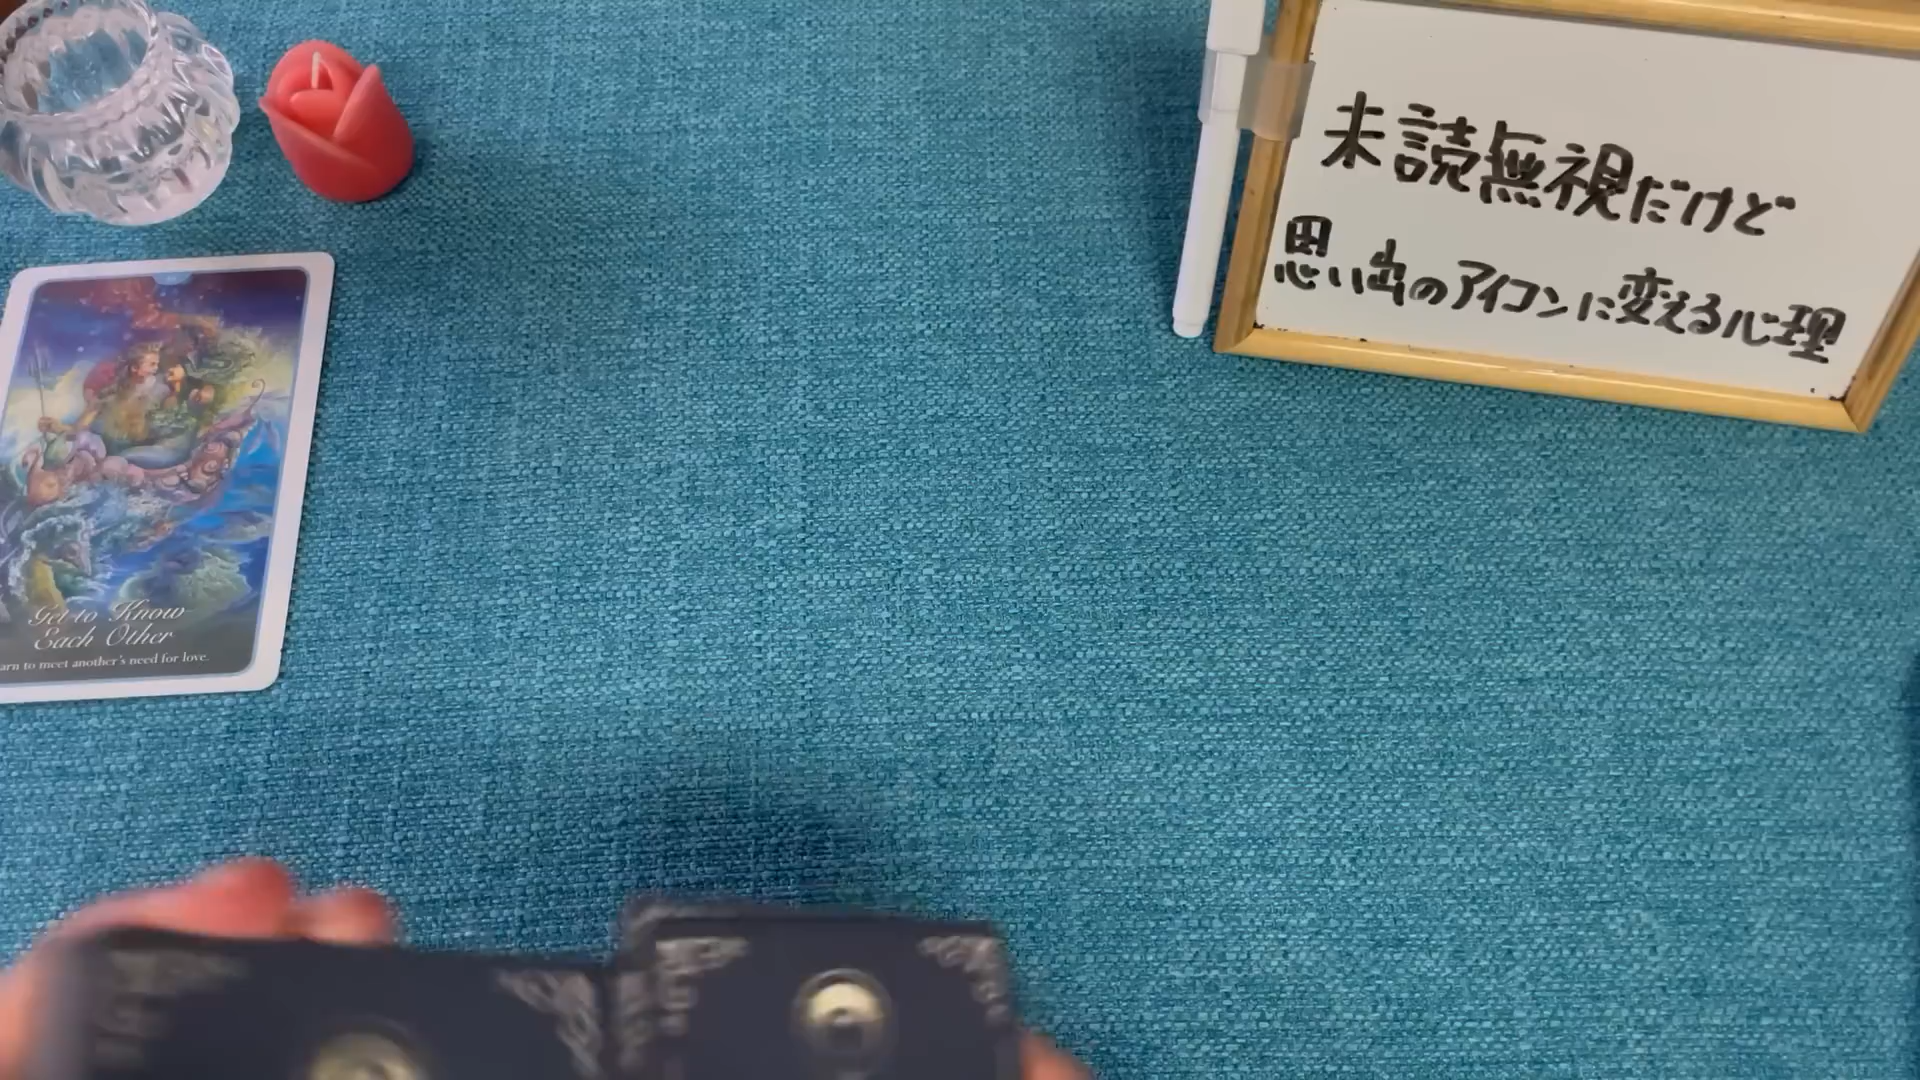 未読無視だけど
思い出のアイコンに変える心理
Get to Know
Each Other
arn to meet another's need for love.